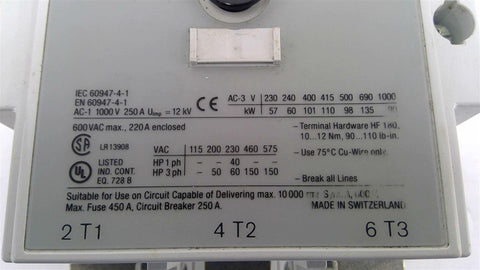 IEC 60947-4-1
EN 60947-4-1
AC-1 1000 V 250 A Uimp = 12 kV
CE
AC-3 V 230 240 400 415 500 690 1000
kW 57 60 101 110 98 135
600 VAC max., 220 A enclosed
SA
LR 13908
UL
LISTED
IND. CONT.
EQ. 728 B
VAC 115 200 230 460 575
HP 1 ph - - 40 - -
HP 3 ph - 50 60 150 150
- Terminal Hardware HF 180,
10...12 Nm, 90...110 lb-in.
- Use 75°C Cu-Wire only
- Break all Lines
Suitable for Use on Circuit Capable of Delivering max. 10 000
Max. Fuse 450 A, Circuit Breaker 250 A.
MADE IN SWITZERLAND
2 T1 4 T2 6 T3